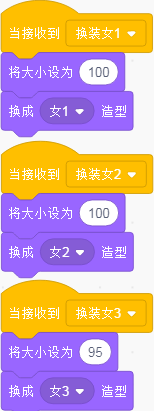 当接收到 换装女1
将大小设为 100
换成 女1 造型
当接收到 换装女2
将大小设为 100
换成 女2 造型
当接收到 换装女3
将大小设为 95
换成 女3 造型